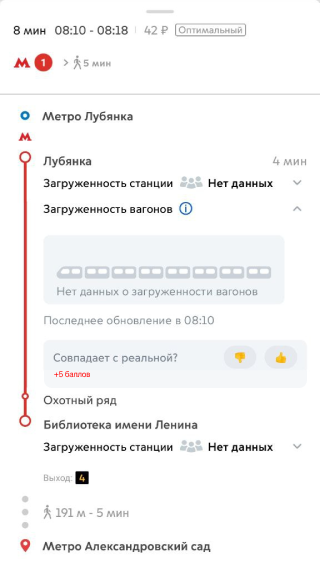 8 мин 08:10 - 08:18 42 ₽ Оптимальный
М 1 > 5 мин
Метро Лубянка
М
Лубянка 4 мин
Загруженность станции Нет данных
Загруженность вагонов i
Нет данных о загруженности вагонов
Последнее обновление в 08:10
Совпадает с реальной?
+5 баллов
Охотный ряд
Библиотека имени Ленина
Загруженность станции Нет данных
Выход: 4
191 м - 5 мин
Метро Александровский сад